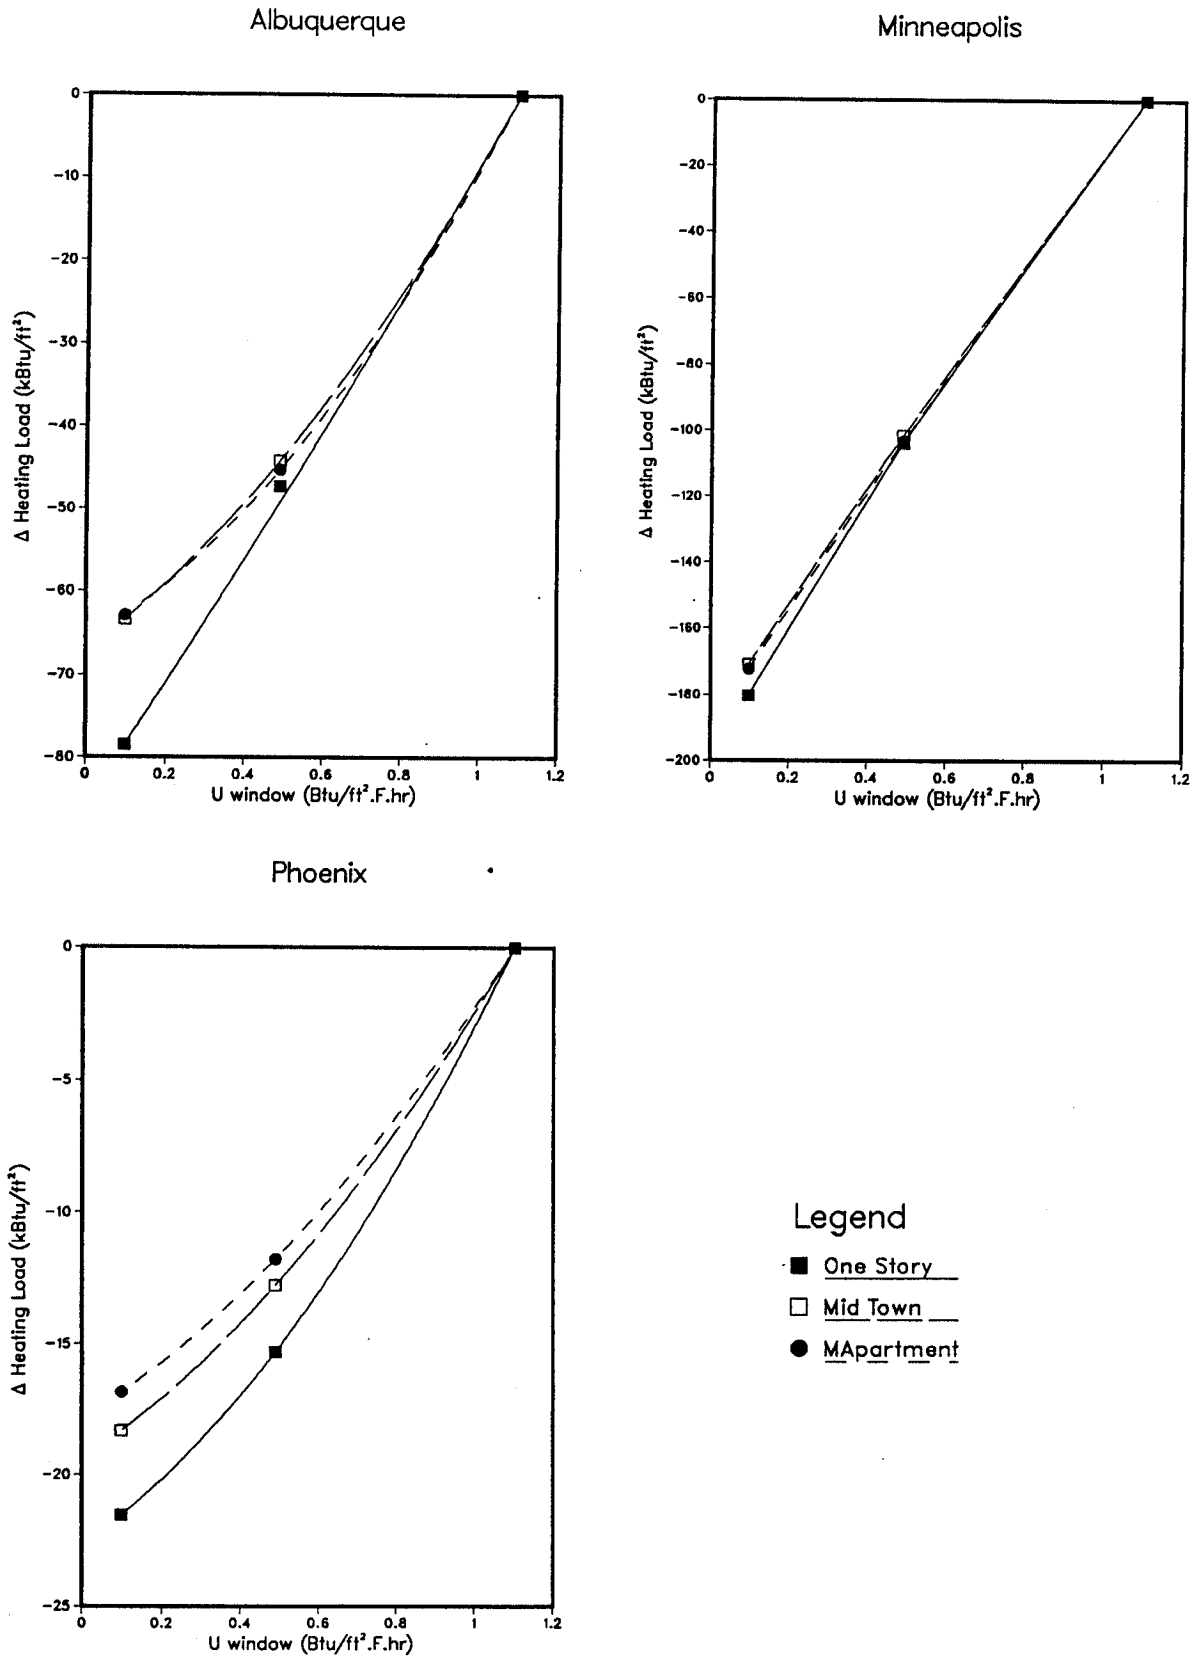 Albuquerque
0
-10
-20
-30
-40
-50
-60
-70
-80
Δ Heating Load (kBtu/ft²)
0 0.2 0.4 0.6 0.8 1 1.2
U window (Btu/ft².F.hr)
Minneapolis
0
-20
-40
-60
-80
-100
-120
-140
-160
-180
-200
Δ Heating Load (kBtu/ft²)
0 0.2 0.4 0.6 0.8 1 1.2
U window (Btu/ft².F.hr)
Phoenix
0
-5
-10
-15
-20
-25
Δ Heating Load (kBtu/ft²)
0 0.2 0.4 0.6 0.8 1 1.2
U window (Btu/ft².F.hr)
Legend
One Story
Mid Town
MApartment